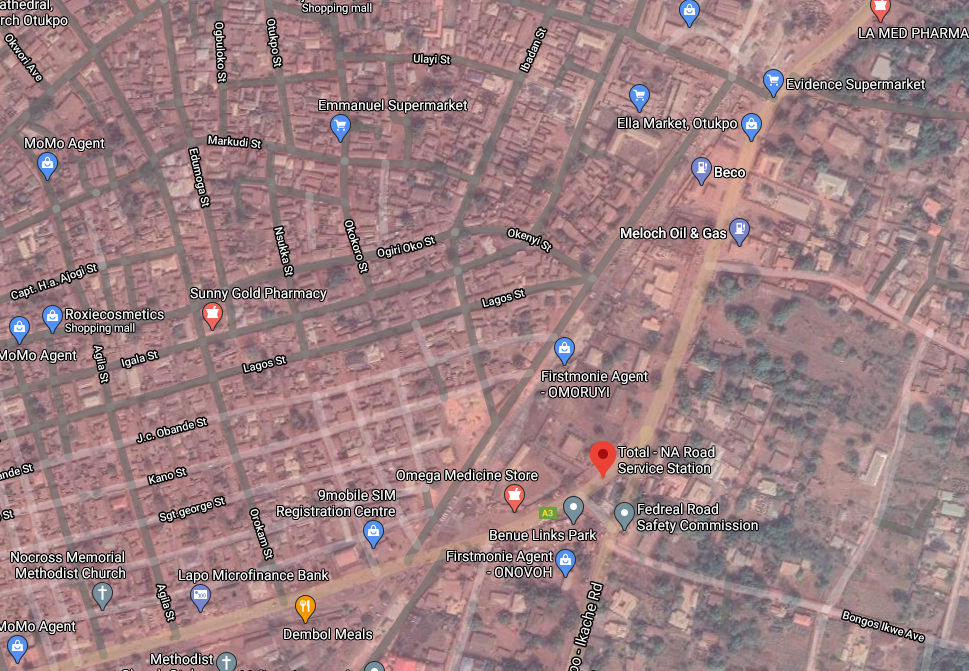 athedral,
rch Otukpo
Shopping mall
LA MED PHARMA
Okwori Ave
Ogbuloko St
Otukpo St
Ulayi St
Ibadan St
Evidence Supermarket
Emmanuel Supermarket
Ella Market, Otukpo
MoMo Agent
Markudi St
Edumoga St
Beco
Meloch Oil & Gas
Okokoro St
Nsukka St
Ogiri Oko St
Okenyi St
Capt. H.a. Ajogi St
Sunny Gold Pharmacy
Lagos St
Roxiecosmetics
Shopping mall
MoMo Agent
Agila St
Igala St
Lagos St
Firstmonie Agent
- OMORUYI
J.c. Obande St
ande St
Kano St
Total - NA Road
Service Station
Omega Medicine Store
9mobile SIM
Registration Centre
Sgt.george St
St
Orokam St
A3
Benue Links Park
Fedreal Road
Safety Commission
Firstmonie Agent
- ONOVOH
Nocross Memorial
Methodist Church
Lapo Microfinance Bank
Agila St
Dembol Meals
MoMo Agent
po - Ikache Rd
Bongos Ikwe Ave
Methodist